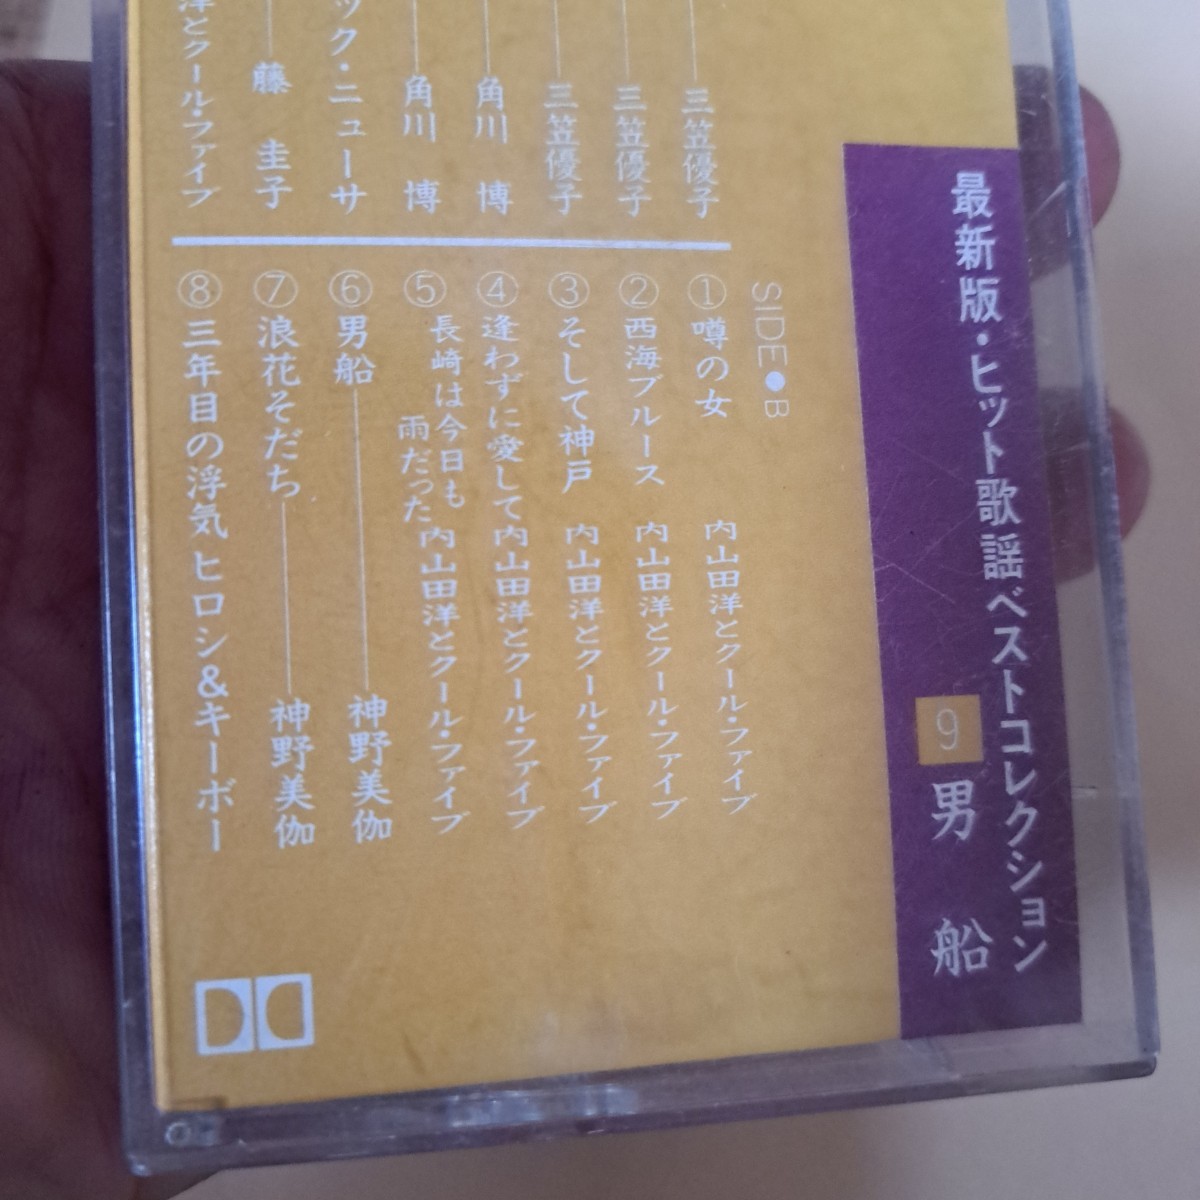 最新版・ヒット歌謡ベストコレクション
9 男船
三笠優子
三笠優子
三笠優子
角川 博
角川 博
ック・ニューサ
藤 圭子
洋とクール・ファイブ
SIDE●B
①噂の女 内山田洋とクール・ファイブ
②西海ブルース 内山田洋とクール・ファイブ
③そして神戸 内山田洋とクール・ファイブ
④逢わずに愛して 内山田洋とクール・ファイブ
⑤長崎は今日も
雨だった 内山田洋とクール・ファイブ
⑥男船 神野美伽
⑦浪花そだち 神野美伽
⑧三年目の浮気 ヒロシ&キーボー